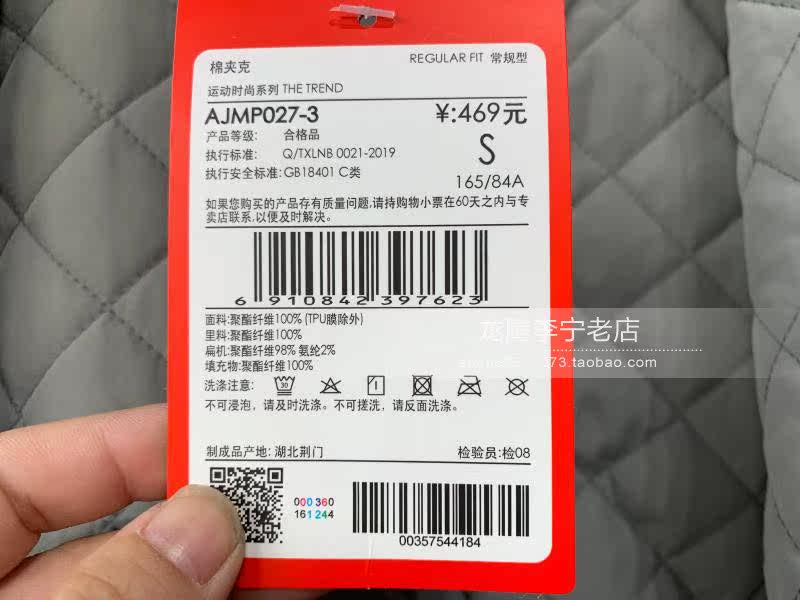 棉夹克
REGULAR FIT 常规型
运动时尚系列 THE TREND
AJMP027-3
¥:469元
产品等级: 合格品
执行标准: Q/TXLNB 0021-2019
S
执行安全标准:GB18401 C类
165/84A
如果您购买的产品存有质量问题,请持购物小票在60天之内与专
卖店联系,以便及时解决。
6 910842 397623
面料:聚酯纤维100% (TPU膜除外)
里料:聚酯纤维100%
扁机:聚酯纤维98% 氨纶2%
填充物:聚酯纤维100%
洗涤注意: 30
不可浸泡，请及时洗涤。不可搓洗，请反面洗涤。
制成品产地: 湖北荆门
检验员:检08
000360
161244
00357544184
李宁老店
73.taobao.com